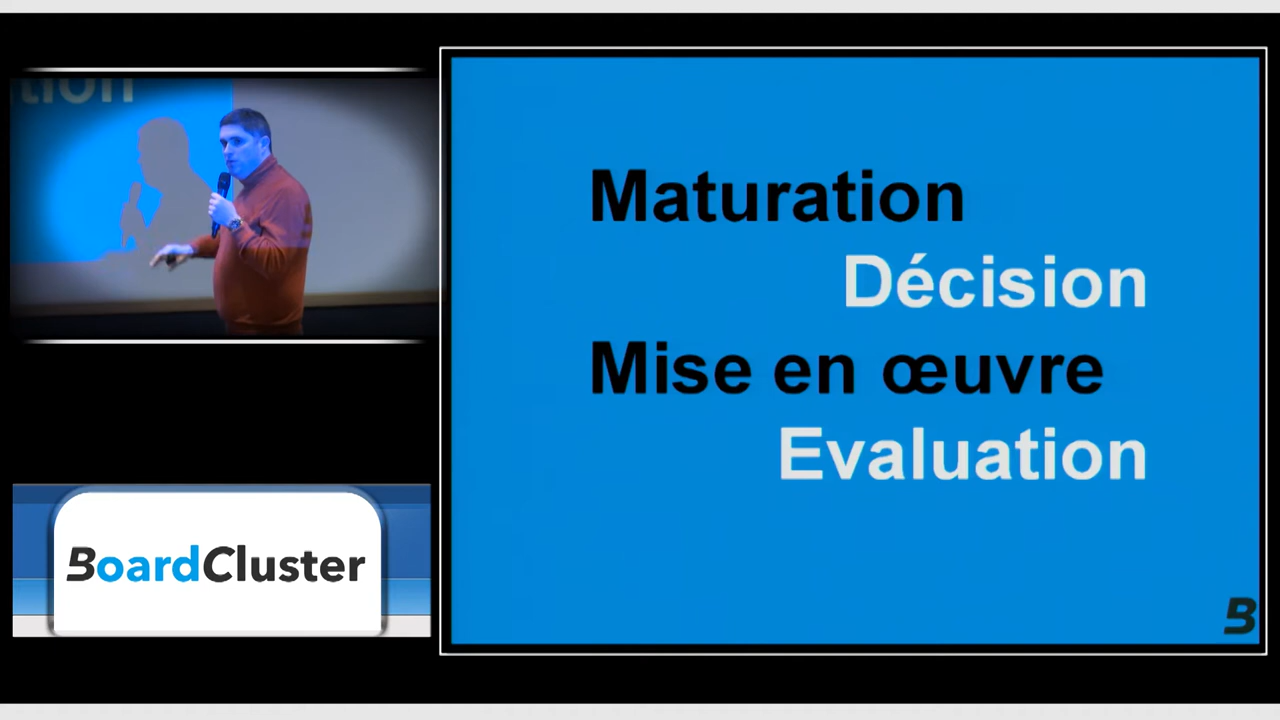 tion
Maturation
Décision
Mise en œuvre
Evaluation
BoardCluster
B